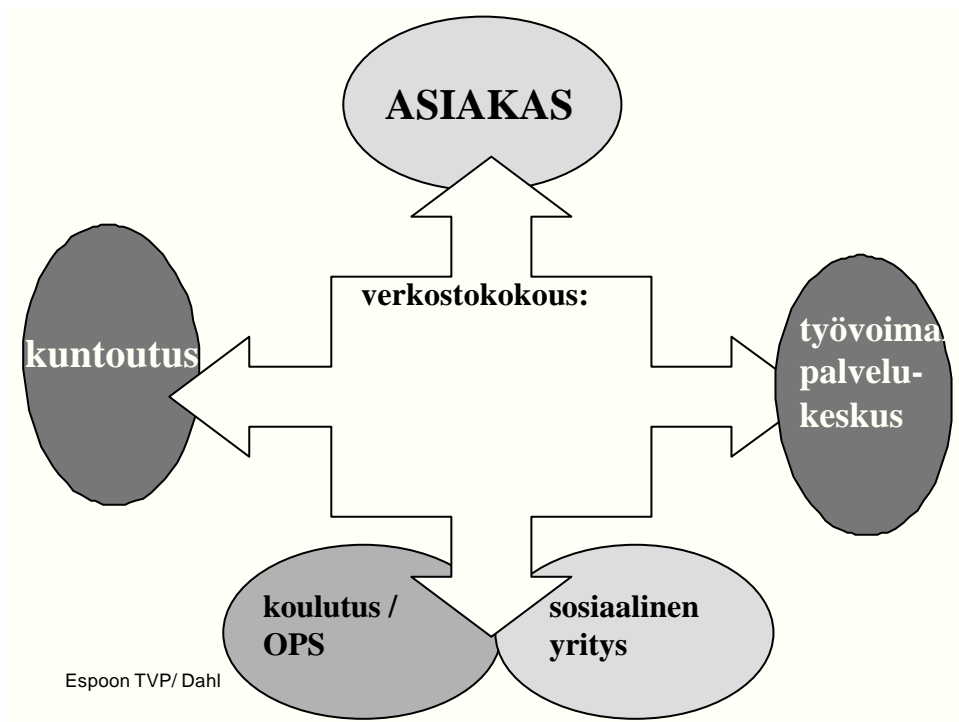 ASIAKAS
verkostokokous:
kuntoutus
työvoima
palvelu-
keskus
koulutus /
OPS
sosiaalinen
yritys
Espoon TVP/ Dahl